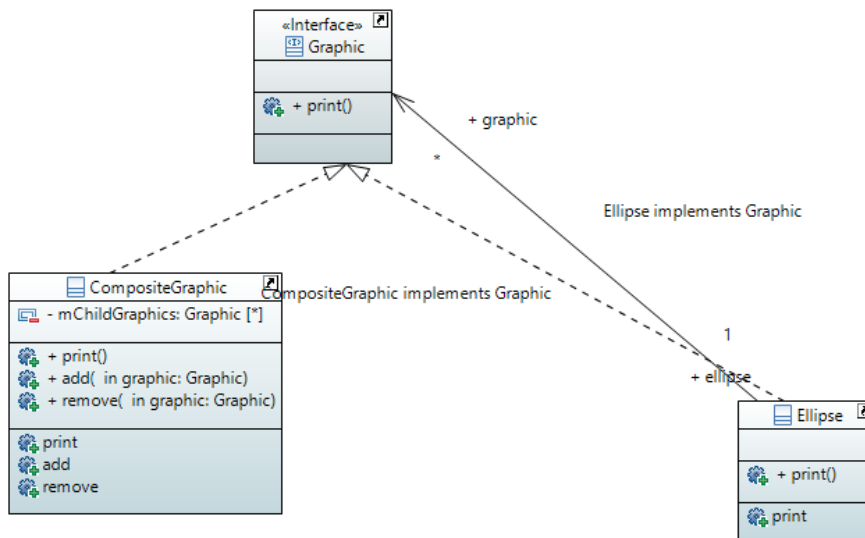 «Interface»
Graphic
+ print()
+ graphic
*
Ellipse implements Graphic
CompositeGraphic
CompositeGraphic implements Graphic
- mChildGraphics: Graphic [*]
+ print()
+ add( in graphic: Graphic)
+ remove( in graphic: Graphic)
print
add
remove
1
+ ellipse
Ellipse
+ print()
print